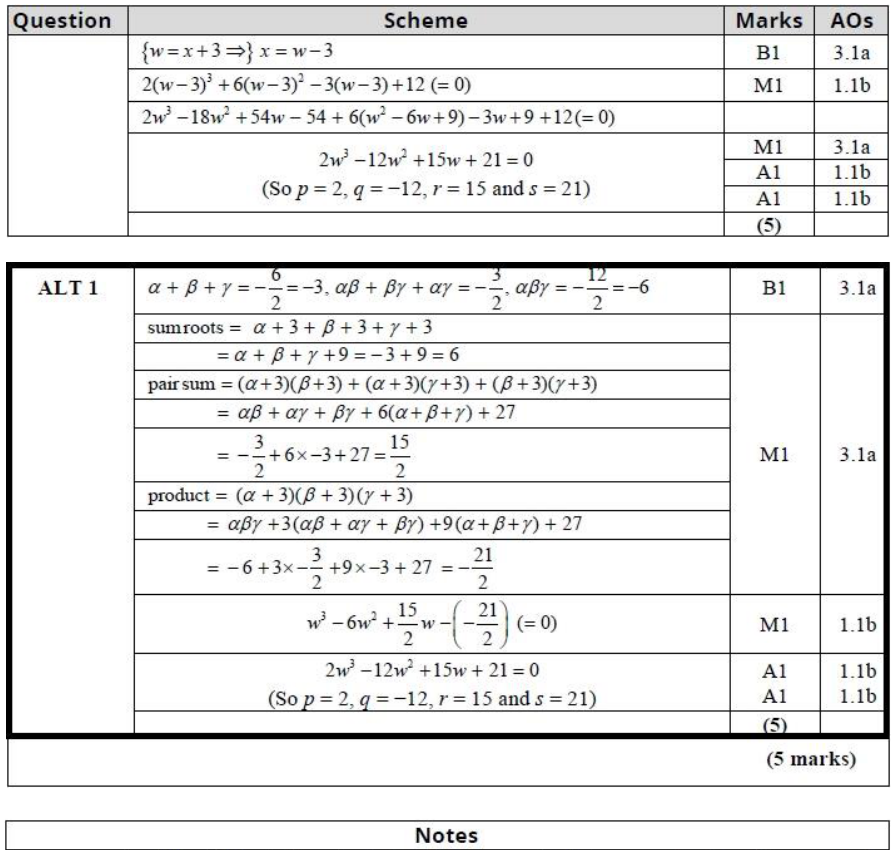 Question Scheme Marks AOs
{w = x + 3 ⇒} x = w − 3 B1 3.1a
2(w − 3)³ + 6(w − 3)² − 3(w − 3) + 12 (= 0) M1 1.1b
2w³ − 18w² + 54w − 54 + 6(w² − 6w + 9) − 3w + 9 + 12 (= 0)
2w³ − 12w² + 15w + 21 = 0 M1 3.1a
A1 1.1b
(So p = 2, q = −12, r = 15 and s = 21) A1 1.1b
(5)
ALT 1 α + β + γ = −6/2 = −3, αβ + βγ + αγ = −3/2, αβγ = −12/2 = −6 B1 3.1a
sum roots = α + 3 + β + 3 + γ + 3
= α + β + γ + 9 = −3 + 9 = 6
pair sum = (α + 3)(β + 3) + (α + 3)(γ + 3) + (β + 3)(γ + 3)
= αβ + αγ + βγ + 6(α + β + γ) + 27
= −3/2 + 6 × −3 + 27 = 15/2 M1 3.1a
product = (α + 3)(β + 3)(γ + 3)
= αβγ + 3(αβ + αγ + βγ) + 9(α + β + γ) + 27
= −6 + 3 × −3/2 + 9 × −3 + 27 = −21/2
w³ − 6w² + 15/2 w − (−21/2) (= 0) M1 1.1b
2w³ − 12w² + 15w + 21 = 0 A1 1.1b
(So p = 2, q = −12, r = 15 and s = 21) A1 1.1b
(5)
(5 marks)
Notes